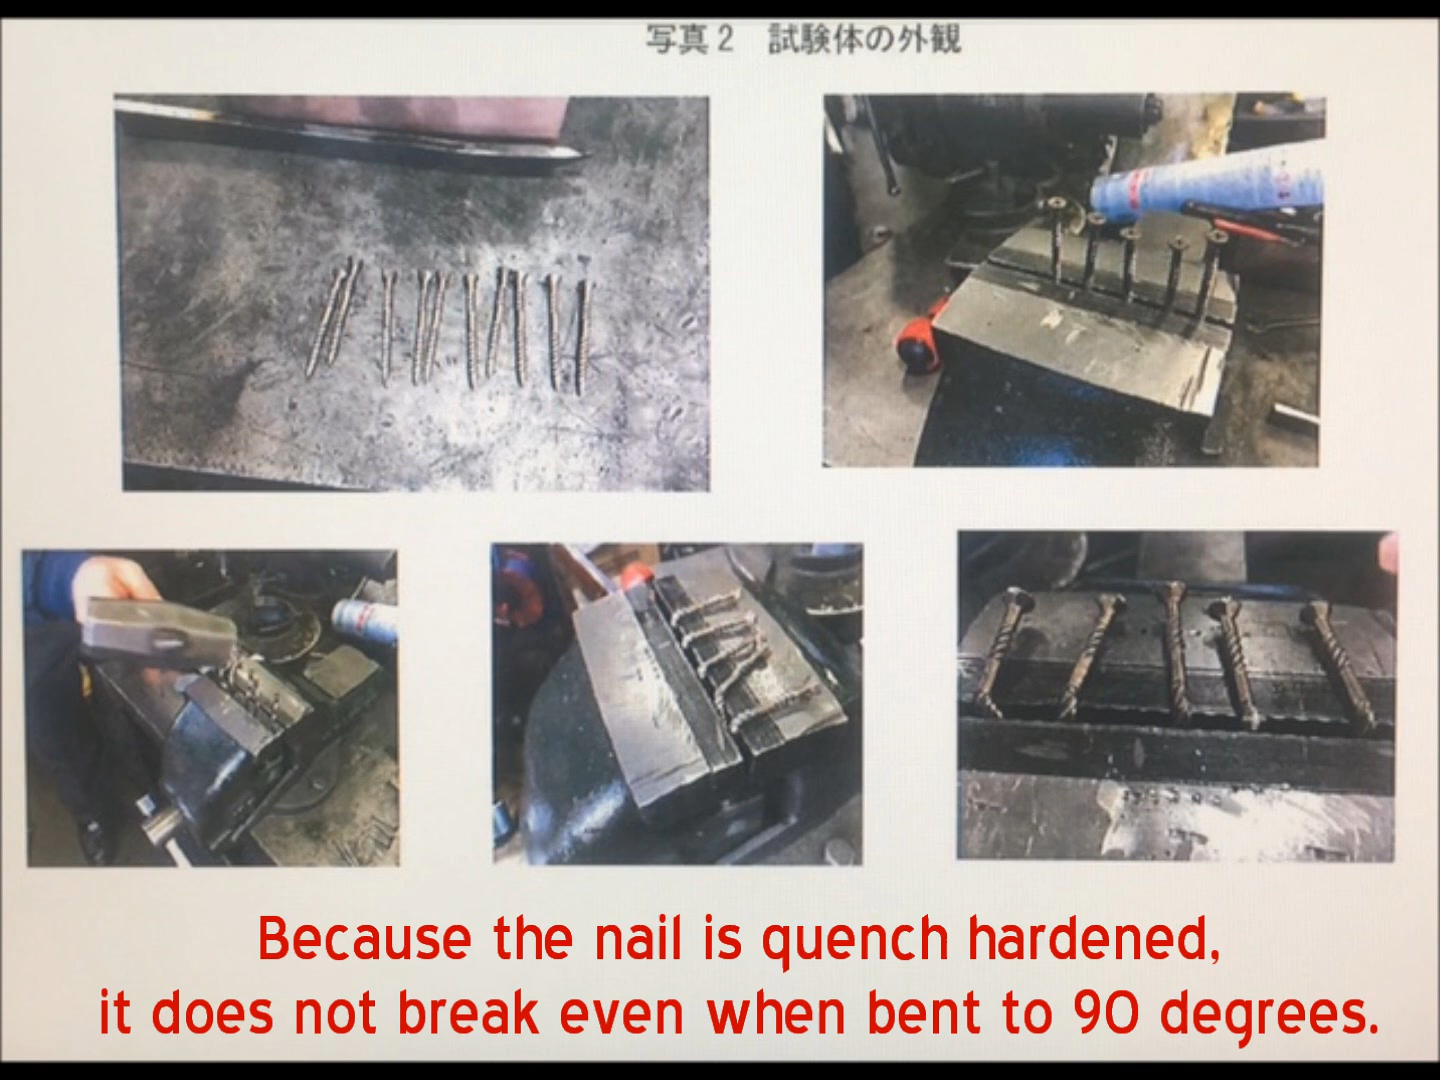 写真2 試験体の外観
Because the nail is quench hardened,
it does not break even when bent to 90 degrees.